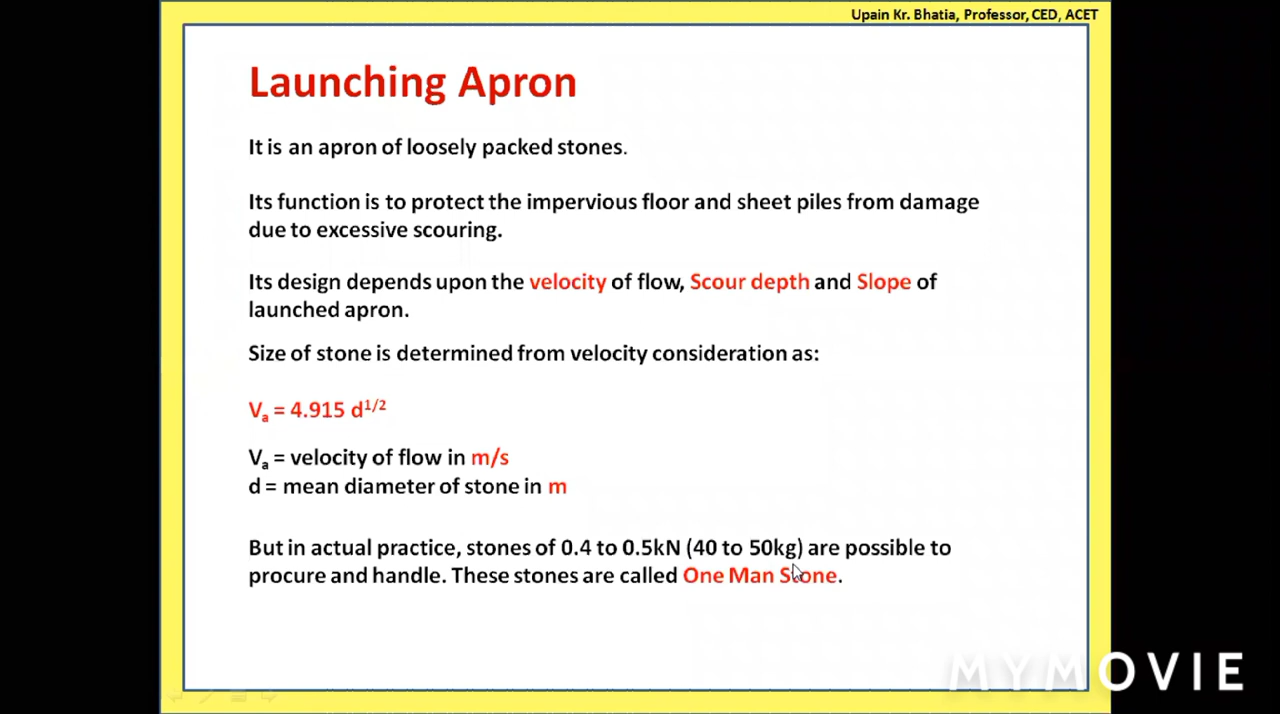 Upain Kr. Bhatia, Professor, CED, ACET
Launching Apron
It is an apron of loosely packed stones.
Its function is to protect the impervious floor and sheet piles from damage
due to excessive scouring.
Its design depends upon the velocity of flow, Scour depth and Slope of
launched apron.
Size of stone is determined from velocity consideration as:
Vₐ = 4.915 d^1/2
Vₐ = velocity of flow in m/s
d = mean diameter of stone in m
But in actual practice, stones of 0.4 to 0.5kN (40 to 50kg) are possible to
procure and handle. These stones are called One Man Stone.
MYMOVIE